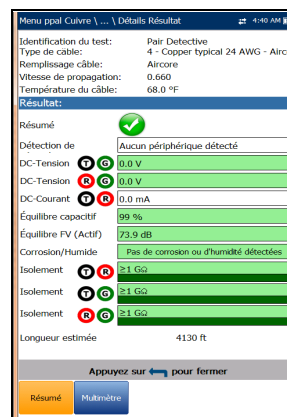 Menu ppal Cuivre \ ... \ Détails Résultat 4:40 AM
Identification du test: Pair Detective
Type de câble: 4 - Copper typical 24 AWG - Airc
Remplissage câble: Aircore
Vitesse de propagation: 0.660
Température du câble: 68.0 °F
Résultat:
Résumé
Détection de Aucun périphérique détecté
DC-Tension T G 0.0 V
DC-Tension R G 0.0 V
DC-Courant T R 0.0 mA
Équilibre capacitif 99 %
Équilibre FV (Actif) 73.9 dB
Corrosion/Humide Pas de corrosion ou d'humidité détectées
Isolement T R ≥1 GΩ
Isolement T G ≥1 GΩ
Isolement R G ≥1 GΩ
Longueur estimée 4130 ft
Appuyez sur pour fermer
Résumé Multimètre